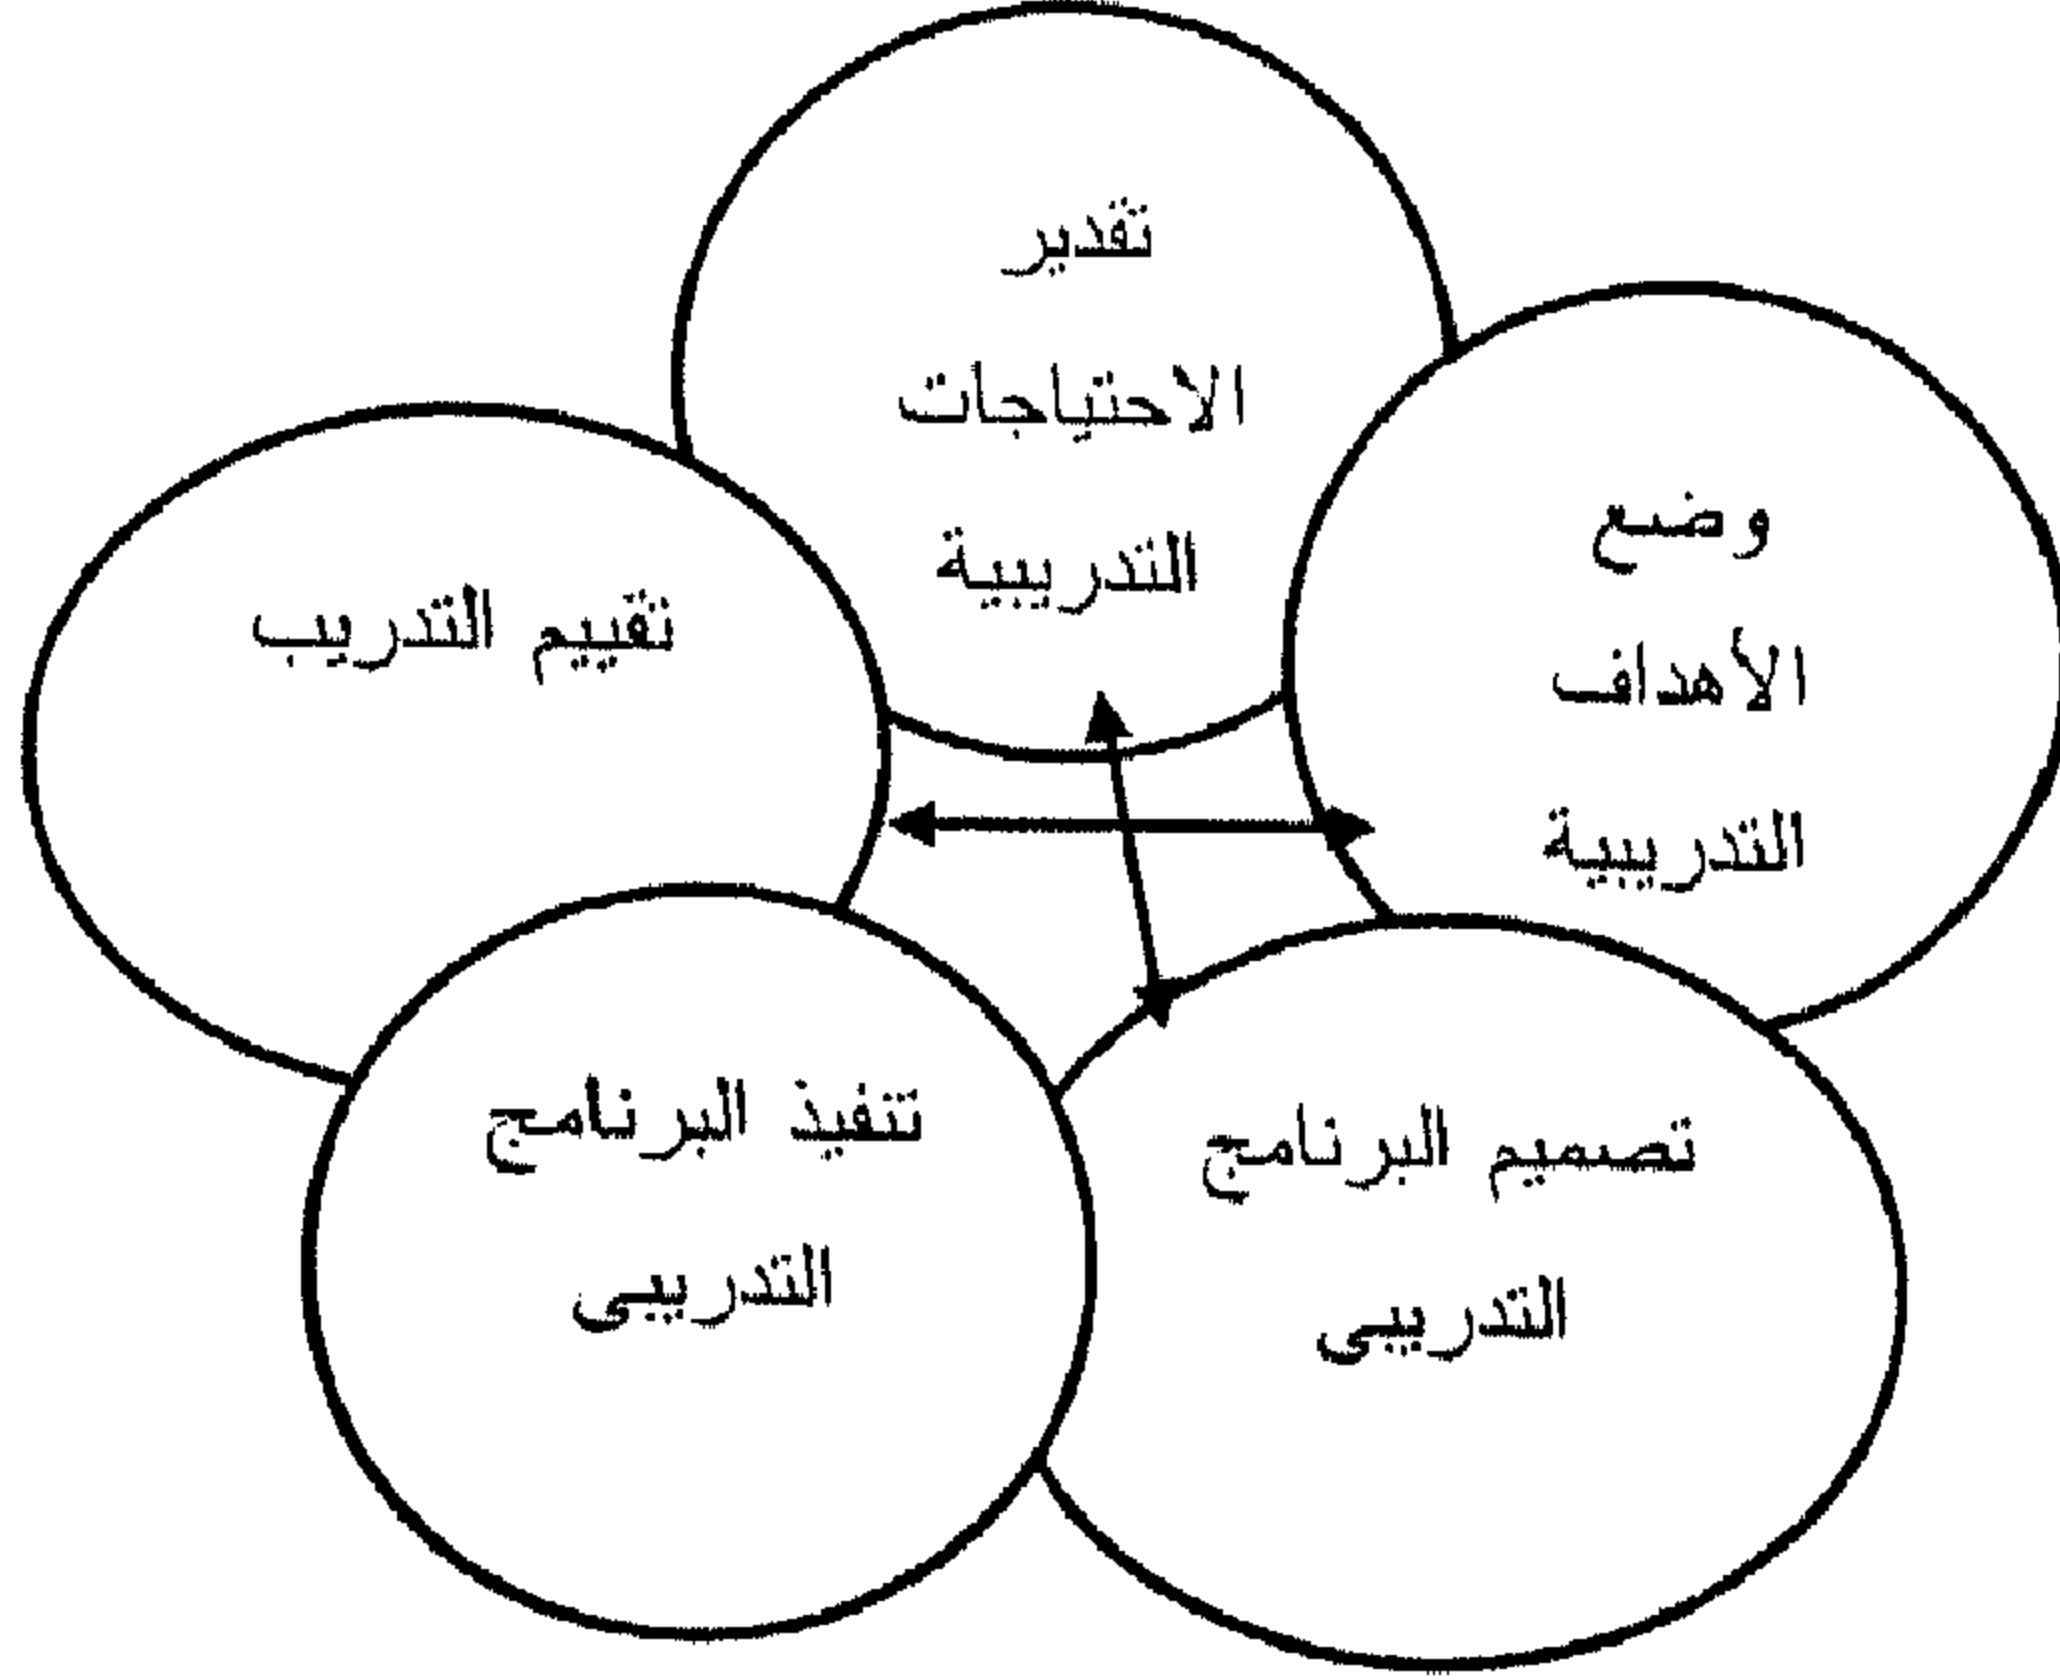 تقدير
الاحتياجات
التدريبية
وضع
الأهداف
التدريبية
تقييم التدريب
تصميم البرنامج
التدريبى
تنفيذ البرنامج
التدريبى